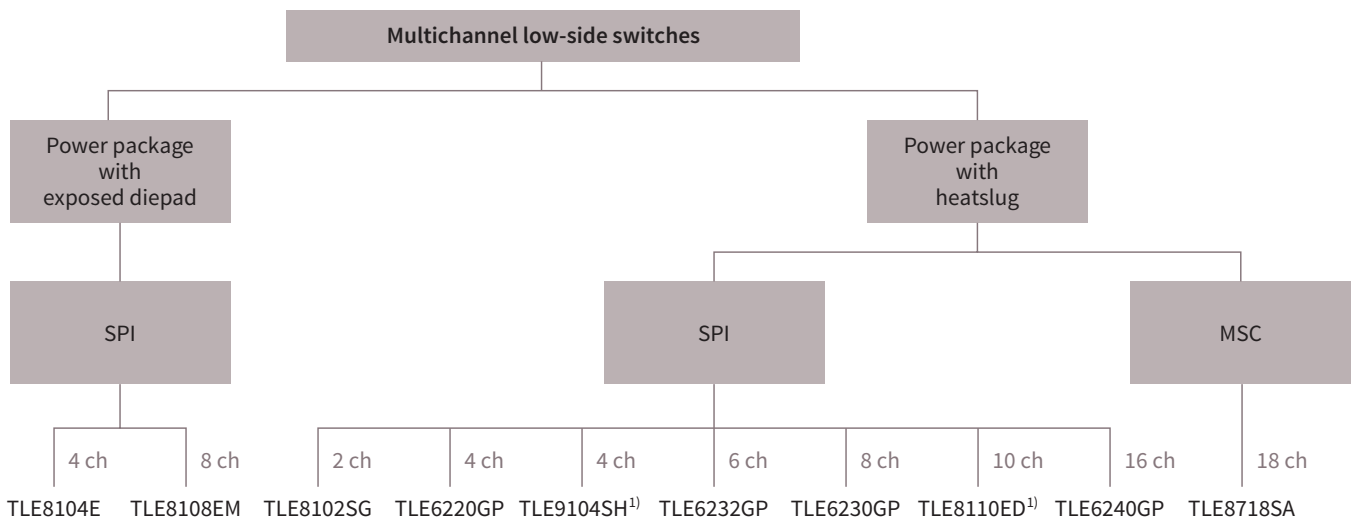 Multichannel low-side switches
Power package
with
exposed diepad
Power package
with
heatslug
SPI
SPI
MSC
4 ch
8 ch
2 ch
4 ch
4 ch
6 ch
8 ch
10 ch
16 ch
18 ch
TLE8104E
TLE8108EM
TLE8102SG
TLE6220GP
TLE9104SH¹⁾
TLE6232GP
TLE6230GP
TLE8110ED¹⁾
TLE6240GP
TLE8718SA